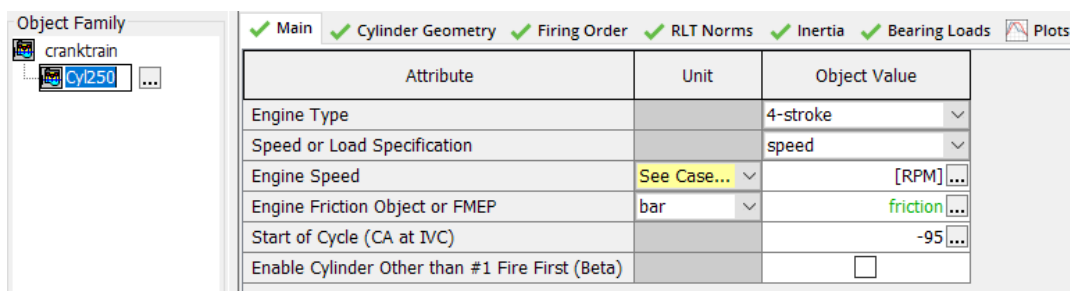 Object Family
cranktrain
Cyl250 ...
Main Cylinder Geometry Firing Order RLT Norms Inertia Bearing Loads Plots
Attribute Unit Object Value
Engine Type 4-stroke
Speed or Load Specification speed
Engine Speed See Case... [RPM] ...
Engine Friction Object or FMEP bar friction ...
Start of Cycle (CA at IVC) -95 ...
Enable Cylinder Other than #1 Fire First (Beta)